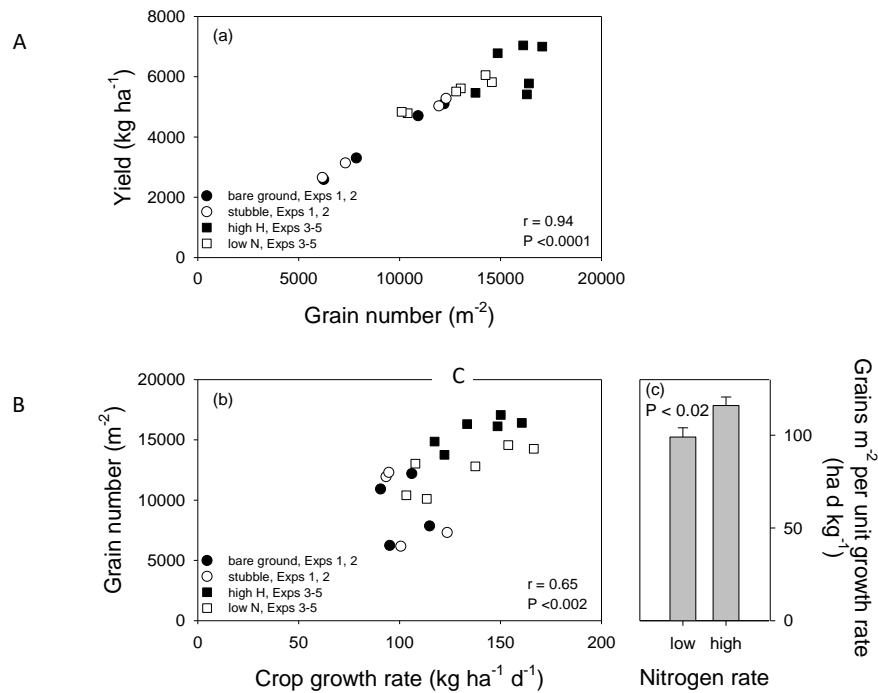 A
(a)
8000
6000
4000
2000
0
Yield (kg ha⁻¹)
bare ground, Exps 1, 2
stubble, Exps 1, 2
high H, Exps 3-5
low N, Exps 3-5
r = 0.94
P <0.0001
0 5000 10000 15000 20000
Grain number (m⁻²)
B
C
(b)
20000
15000
10000
5000
0
Grain number (m⁻²)
bare ground, Exps 1, 2
stubble, Exps 1, 2
high H, Exps 3-5
low N, Exps 3-5
r = 0.65
P <0.002
0 50 100 150 200
Crop growth rate (kg ha⁻¹ d⁻¹)
(c)
P < 0.02
100
50
0
Grains m⁻² per unit growth rate
(ha d kg⁻¹)
low high
Nitrogen rate